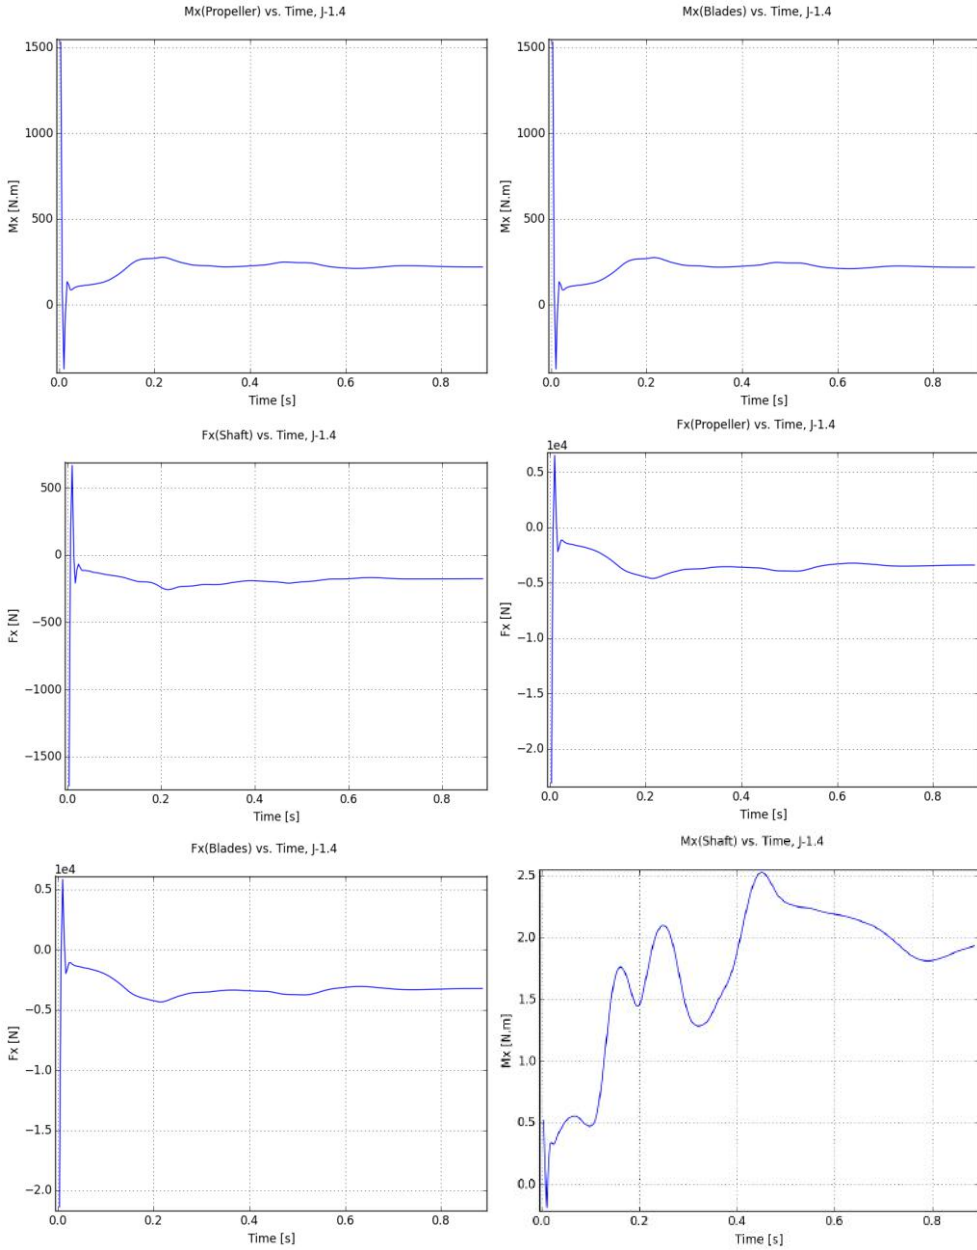 Mx(Propeller) vs. Time, J-1.4
1500
1000
500
0
Mx [N.m]
0.0 0.2 0.4 0.6 0.8
Time [s]
Mx(Blades) vs. Time, J-1.4
1500
1000
500
0
Mx [N.m]
0.0 0.2 0.4 0.6 0.8
Time [s]
Fx(Shaft) vs. Time, J-1.4
500
0
−500
−1000
−1500
Fx [N]
0.0 0.2 0.4 0.6 0.8
Time [s]
Fx(Propeller) vs. Time, J-1.4
1e4
0.5
0.0
−0.5
−1.0
−1.5
−2.0
Fx [N]
0.0 0.2 0.4 0.6 0.8
Time [s]
Fx(Blades) vs. Time, J-1.4
1e4
0.5
0.0
−0.5
−1.0
−1.5
−2.0
Fx [N]
0.0 0.2 0.4 0.6 0.8
Time [s]
Mx(Shaft) vs. Time, J-1.4
2.5
2.0
1.5
1.0
0.5
0.0
Mx [N.m]
0.0 0.2 0.4 0.6 0.8
Time [s]